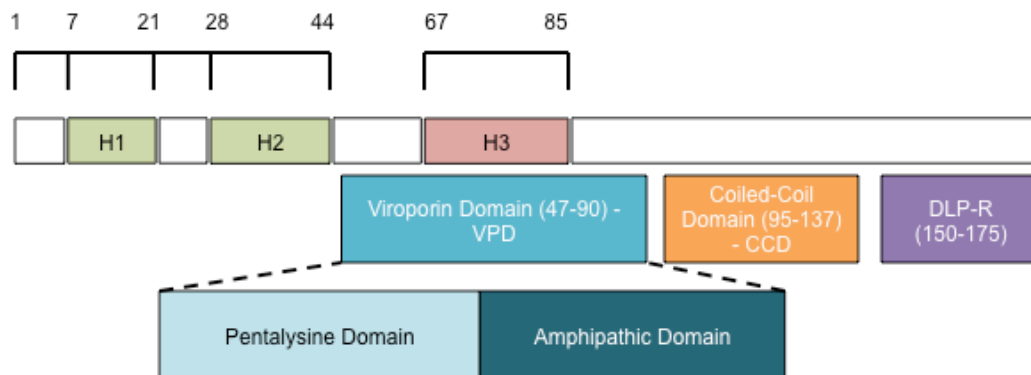 1 7 21 28 44 67 85
H1 H2 H3
Viroporin Domain (47-90) -
VPD
Coiled-Coil
Domain (95-137)
- CCD
DLP-R
(150-175)
Pentalysine Domain
Amphipathic Domain